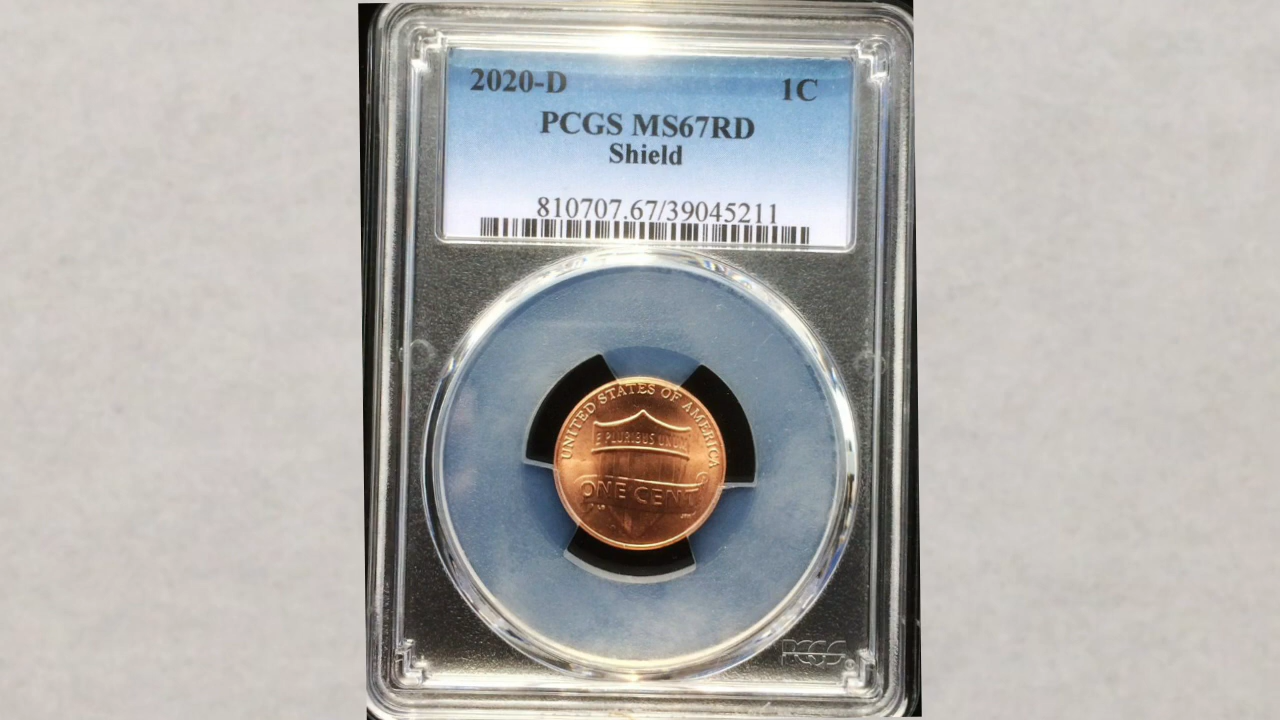 2020-D 1C
PCGS MS67RD
Shield
810707.67/39045211
UNITED STATES OF AMERICA
E PLURIBUS UNUM
ONE CENT
PCGS